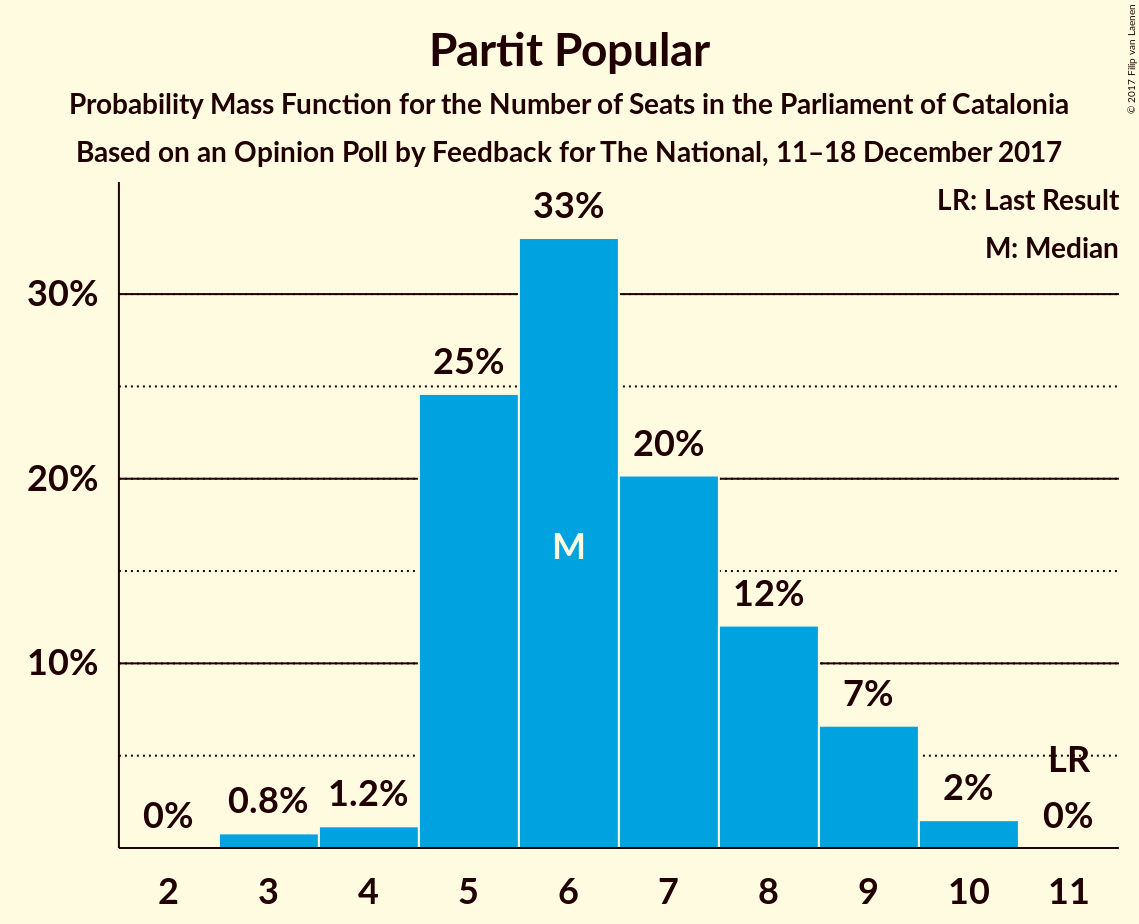 Partit Popular
Probability Mass Function for the Number of Seats in the Parliament of Catalonia
Based on an Opinion Poll by Feedback for The National, 11–18 December 2017
© 2017 Filip van Laenen
LR: Last Result
M: Median
30%
20%
10%
0%
0.8%
1.2%
25%
33%
M
20%
12%
7%
2%
LR
0%
2 3 4 5 6 7 8 9 10 11